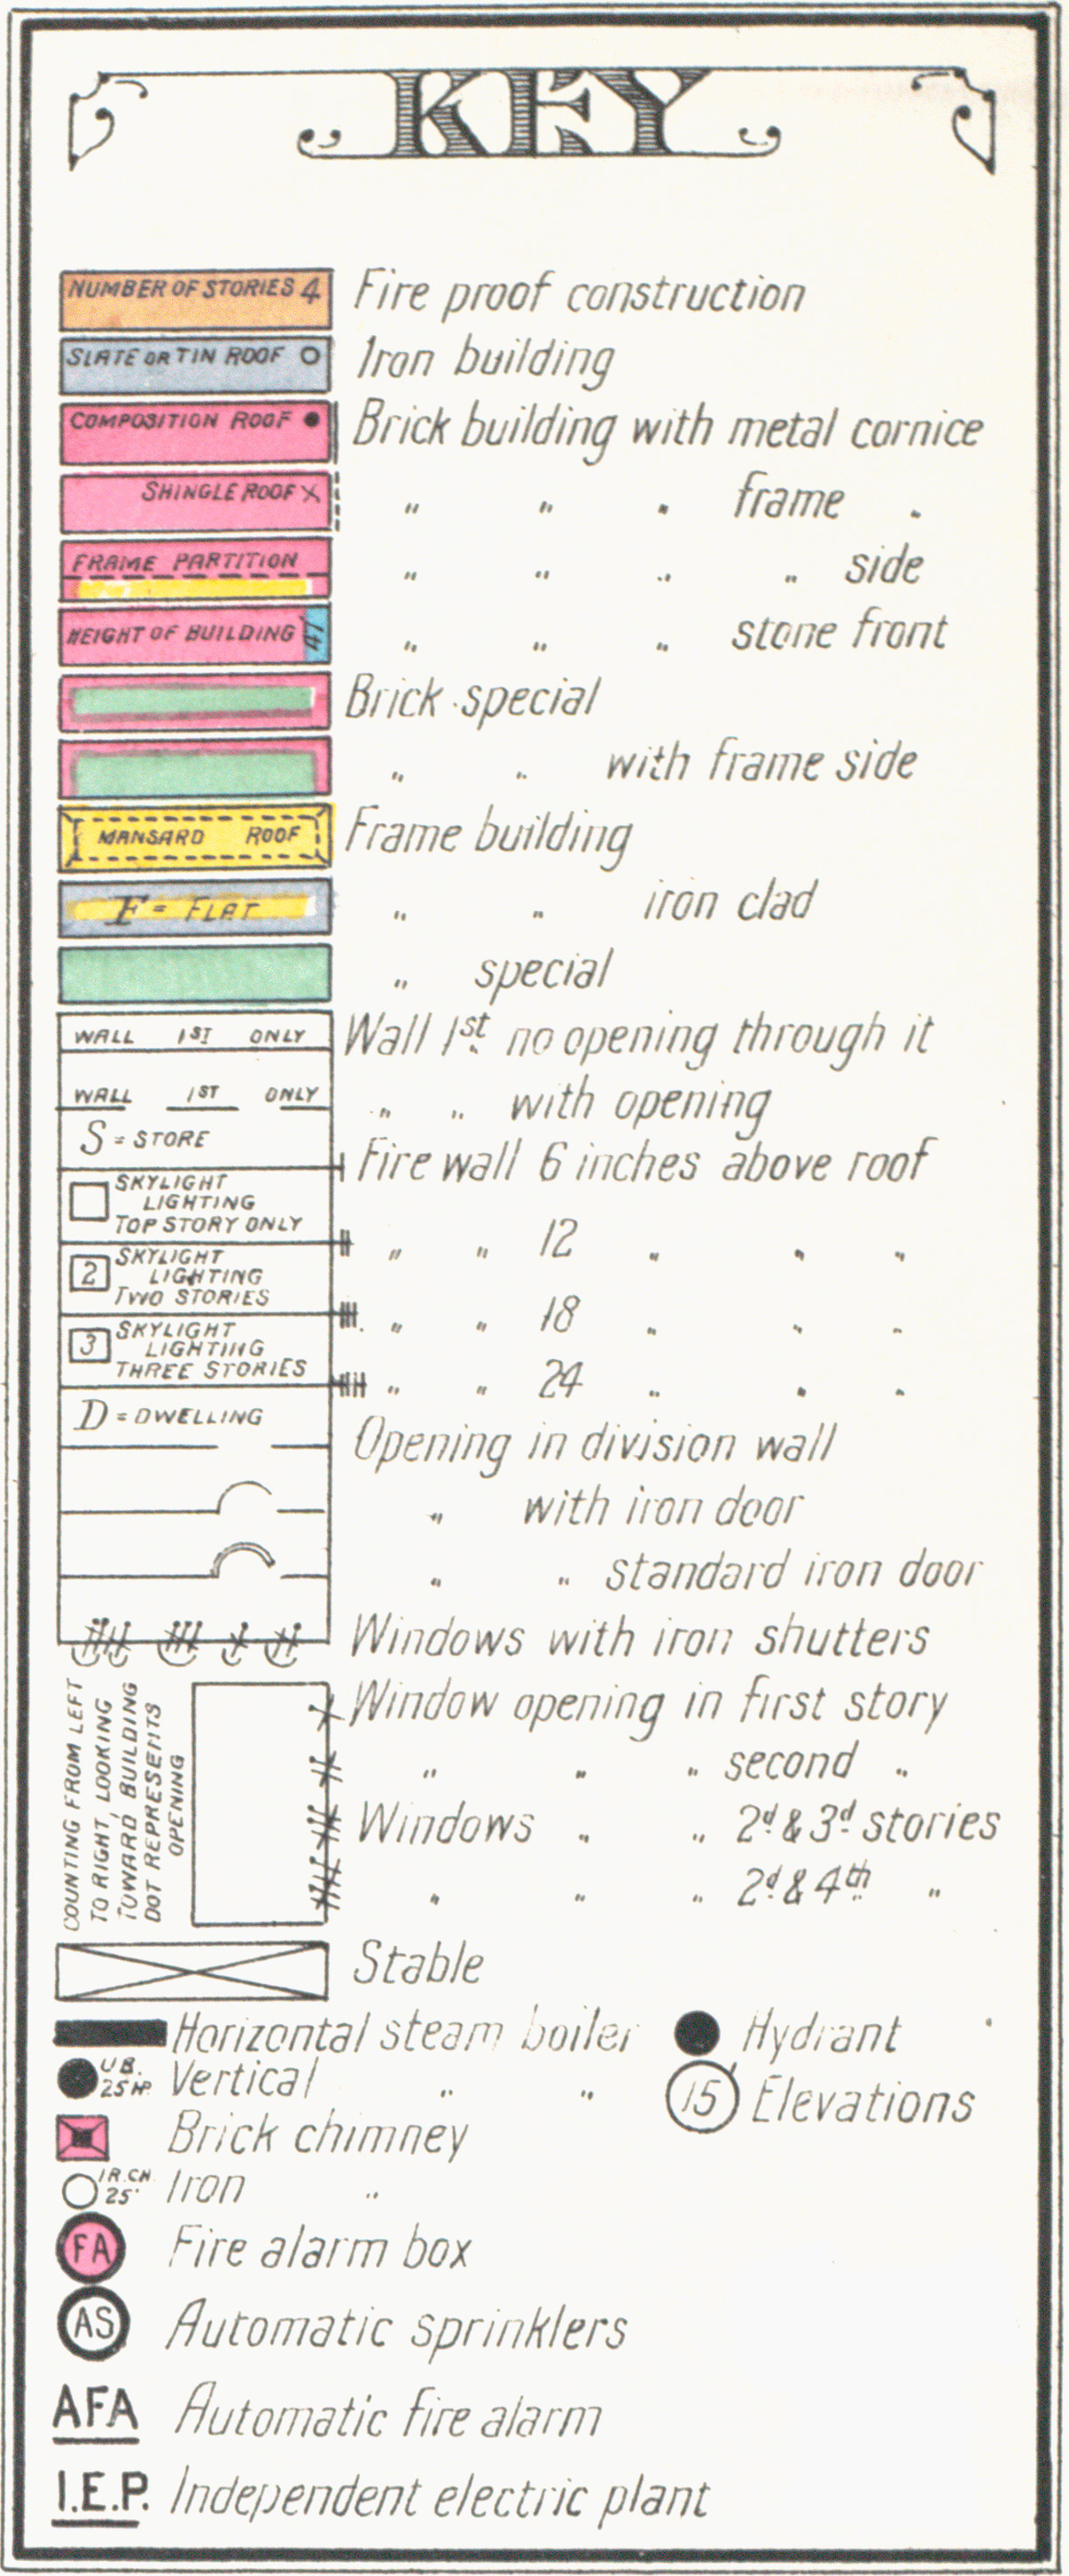 KEY
NUMBER OF STORIES 4 Fire proof construction
SLATE OR TIN ROOF O Iron building
COMPOSITION ROOF ● Brick building with metal cornice
SHINGLE ROOF X " " " frame "
FRAME PARTITION " " " " side
HEIGHT OF BUILDING 47 " " " stone front
Brick special
" " with frame side
MANSARD ROOF Frame building
F = FLAT " " iron clad
" special
WALL 1ST ONLY Wall 1st no opening through it
WALL 1ST ONLY " " with opening
S = STORE
Fire wall 6 inches above roof
SKYLIGHT
LIGHTING
TOP STORY ONLY
" " 12 " " "
2 SKYLIGHT
LIGHTING
TWO STORIES
" " 18 " " "
3 SKYLIGHT
LIGHTING
THREE STORIES
" " 24 " " "
D = DWELLING
Opening in division wall
" with iron door
" " standard iron door
Windows with iron shutters
COUNTING FROM LEFT
TO RIGHT, LOOKING
TOWARD BUILDING
DOT REPRESENTS
OPENING
Window opening in first story
" " " second "
Windows " " 2d & 3d stories
" " " 2d & 4th "
Stable
Horizontal steam boiler Hydrant
U.B.
25 HP. Vertical " " 15' Elevations
Brick chimney
IR. CH.
25' Iron "
FA Fire alarm box
AS Automatic sprinklers
AFA Automatic fire alarm
I.E.P. Independent electric plant